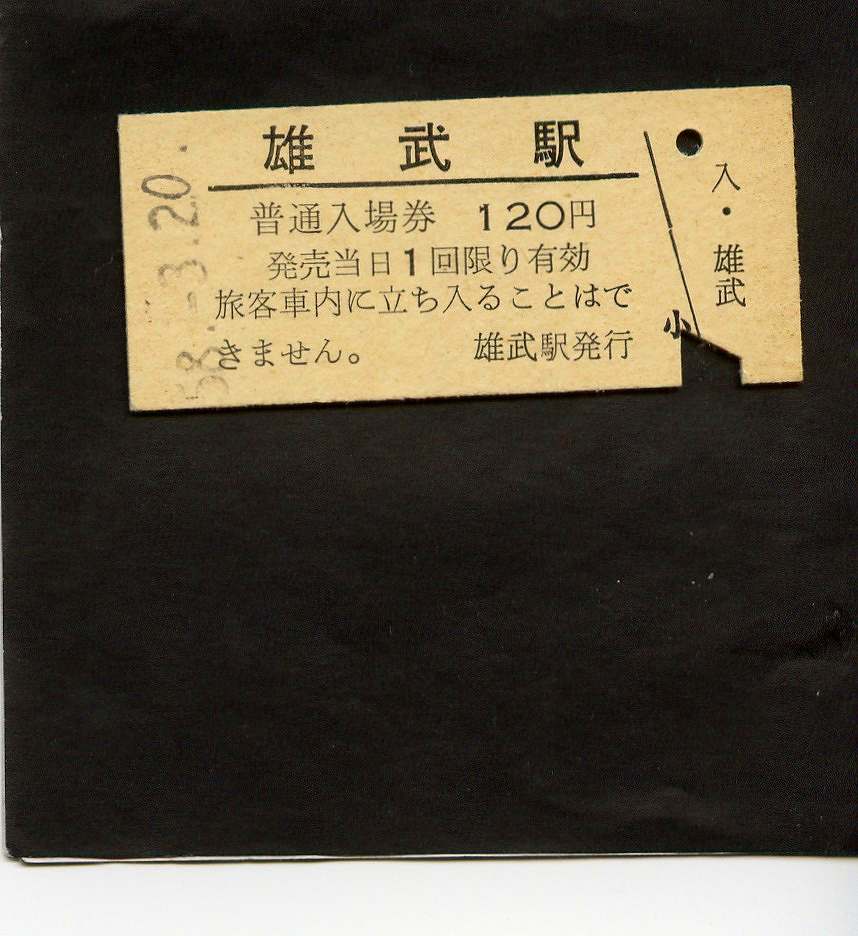 雄武駅
普通入場券 120円
発売当日1回限り有効
旅客車内に立ち入ることはで
きません。 雄武駅発行
58.-3.20.
小
入・雄武